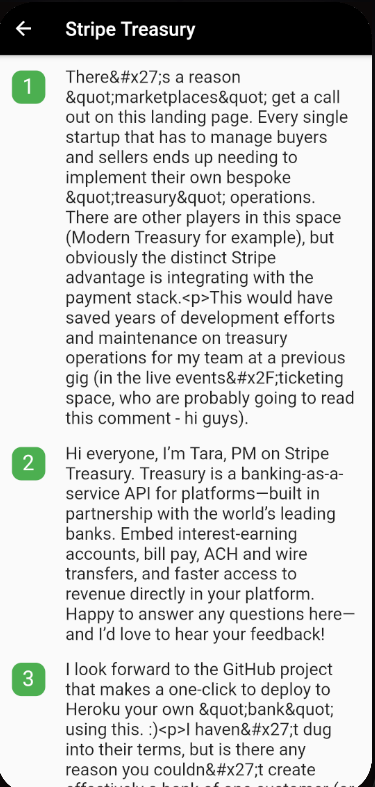 Stripe Treasury
1
There&#x27;s a reason
&quot;marketplaces&quot; get a call
out on this landing page. Every single
startup that has to manage buyers
and sellers ends up needing to
implement their own bespoke
&quot;treasury&quot; operations.
There are other players in this space
(Modern Treasury for example), but
obviously the distinct Stripe
advantage is integrating with the
payment stack.<p>This would have
saved years of development efforts
and maintenance on treasury
operations for my team at a previous
gig (in the live events&#x2F;ticketing
space, who are probably going to read
this comment - hi guys).
2
Hi everyone, I’m Tara, PM on Stripe
Treasury. Treasury is a banking-as-a-
service API for platforms—built in
partnership with the world’s leading
banks. Embed interest-earning
accounts, bill pay, ACH and wire
transfers, and faster access to
revenue directly in your platform.
Happy to answer any questions here—
and I’d love to hear your feedback!
3
I look forward to the GitHub project
that makes a one-click to deploy to
Heroku your own &quot;bank&quot;
using this. :)<p>I haven&#x27;t dug
into their terms, but is there any
reason you couldn&#x27;t create
effectively a bank of one customer (or